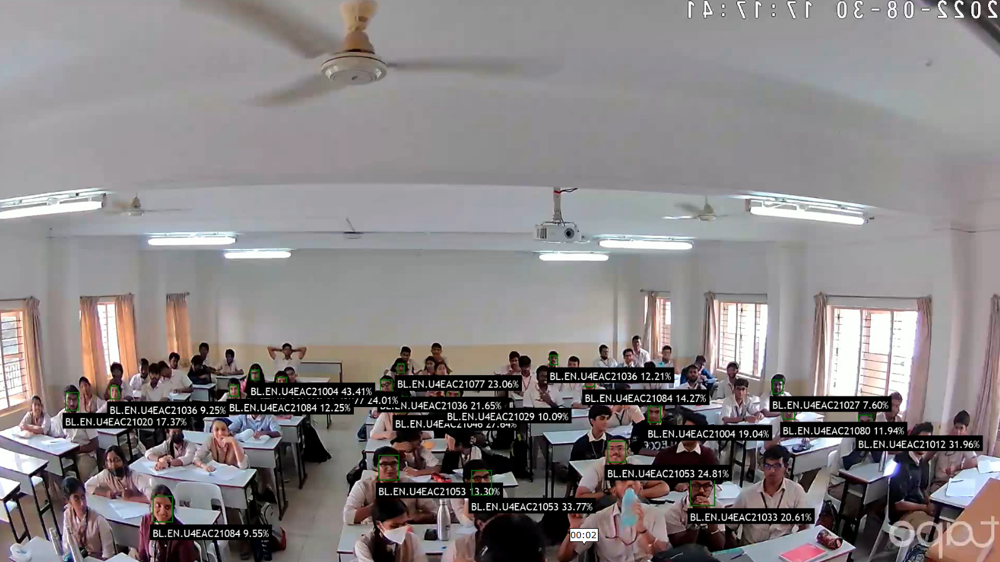 2022-08-30 17:17:41
BL.EN.U4EAC21036 12.21%
BL.EN.U4EAC21077 23.06%
BL.EN.U4EAC21004 43.41%
77 24.01%
BL.EN.U4EAC21084 14.27%
BL.EN.U4EAC21036 21.65%
BL.EN.U4EAC21027 7.60%
BL.EN.U4EAC21084 12.25%
BL.EN.U4EAC21036 9.25%
BL.EN.U4EAC21029 10.09%
BL.EN.U4EAC21020 17.37%
BL.EN.U4EAC21046 27.64%
BL.EN.U4EAC21080 11.94%
BL.EN.U4EAC21004 19.04%
BL.EN.U4EAC21012 31.96%
BL.EN.U4EAC21053 24.81%
BL.EN.U4EAC21053 13.30%
BL.EN.U4EAC21053 33.77%
BL.EN.U4EAC21033 20.61%
BL.EN.U4EAC21084 9.55%
00:02
tapo